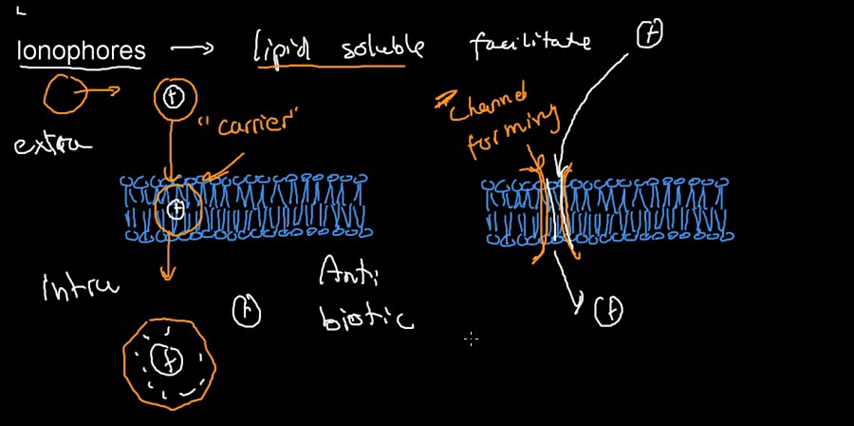 Ionophores → lipid soluble facilitate (+)
(+)
"carrier"
Channel
forming
extra
(+)
Intra
Anti
biotic
(+)
(+)
(+)